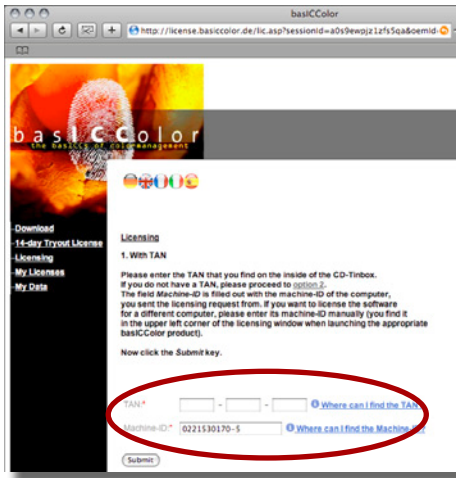 basICColor
http://license.basiccolor.de/lic.asp?sessionid=a0s9ewpjz1zfs5qa&oemid=
basICColor
the basICCs of colormanagement
Download
14-day Tryout License
Licensing
My Licenses
My Data
Licensing
1. With TAN
Please enter the TAN that you find on the inside of the CD-Tinbox.
If you do not have a TAN, please proceed to option 2.
The field Machine-ID is filled out with the machine-ID of the computer,
you sent the licensing request from. If you want to license the software
for a different computer, please enter its machine-ID manually (you find it
in the upper left corner of the licensing window when launching the appropriate
basICColor product).
Now click the Submit key.
TAN:* - - Where can I find the TAN
Machine-ID:* 0221530170-5 Where can I find the Machine-ID?
Submit